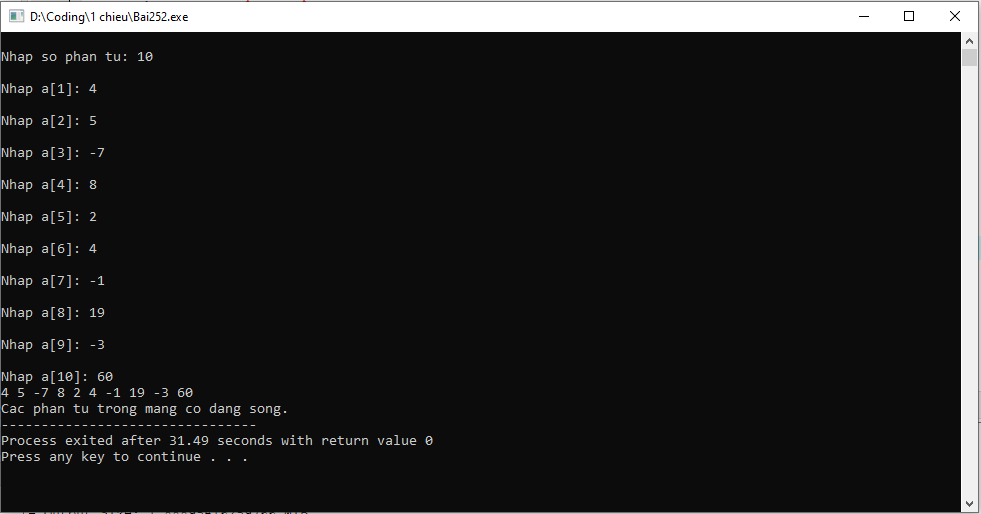 D:\Coding\1 chieu\Bai252.exe
Nhap so phan tu: 10
Nhap a[1]: 4
Nhap a[2]: 5
Nhap a[3]: -7
Nhap a[4]: 8
Nhap a[5]: 2
Nhap a[6]: 4
Nhap a[7]: -1
Nhap a[8]: 19
Nhap a[9]: -3
Nhap a[10]: 60
4 5 -7 8 2 4 -1 19 -3 60
Cac phan tu trong mang co dang song.
--------------------------------
Process exited after 31.49 seconds with return value 0
Press any key to continue . . .